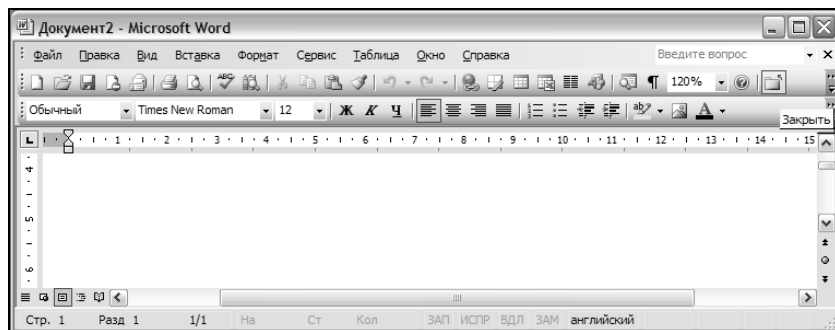 Документ2 - Microsoft Word
Файл Правка Вид Вставка Формат Сервис Таблица Окно Справка Введите вопрос
ABC ¶ 120%
Обычный Times New Roman 12 Ж К Ч ab A
Закрыть
L 1 2 3 4 5 6 7 8 9 10 11 12 13 14 15
4
5
6
Стр. 1 Разд 1 1/1 На Ст Кол ЗАП ИСПР ВДЛ ЗАМ английский